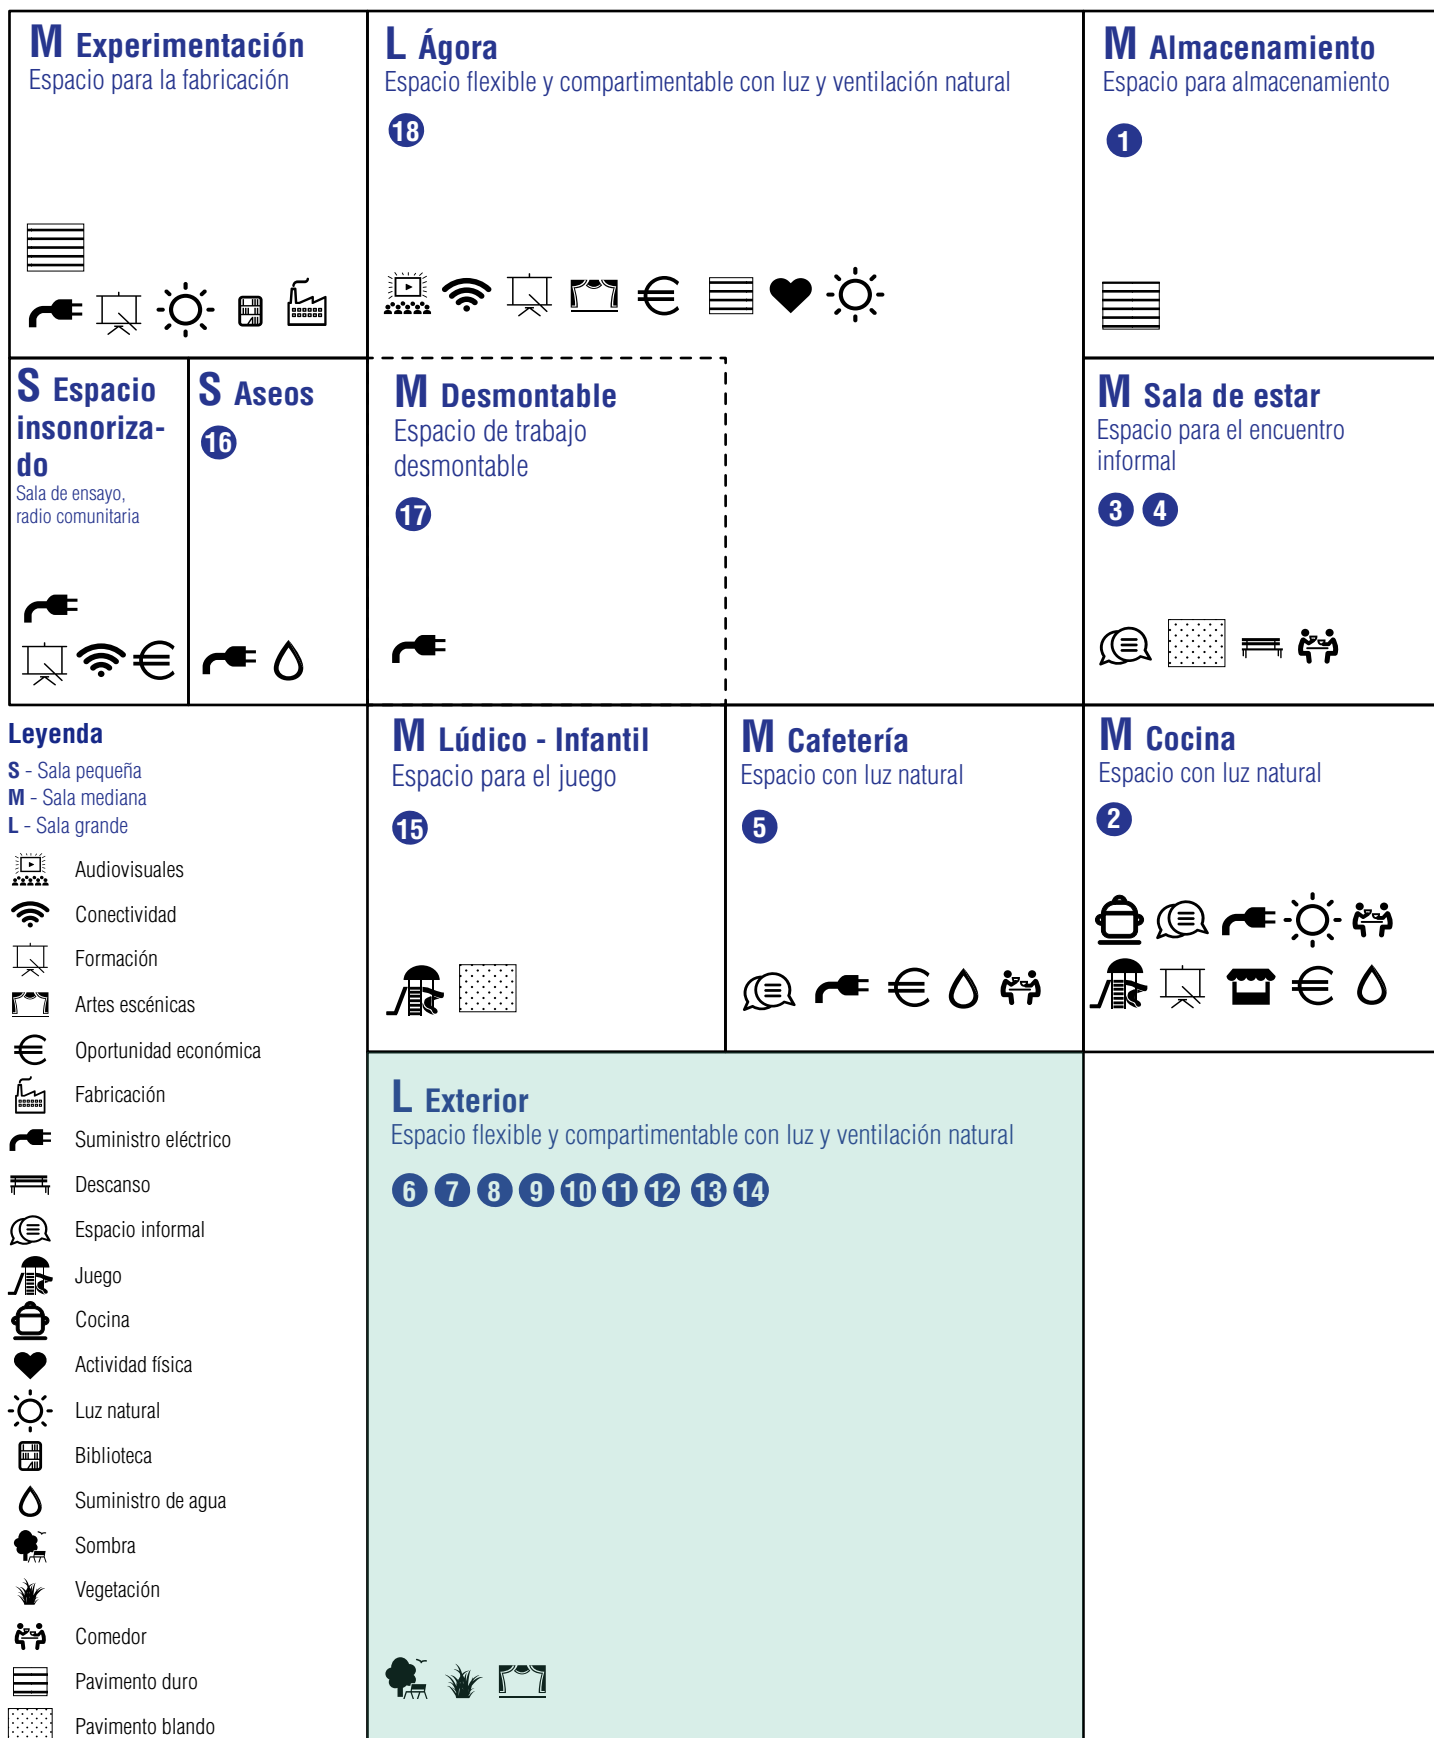 M Experimentación
Espacio para la fabricación
L Ágora
Espacio flexible y compartimentable con luz y ventilación natural
18
M Almacenamiento
Espacio para almacenamiento
1
S Espacio
insonoriza-
do
Sala de ensayo,
radio comunitaria
S Aseos
16
M Desmontable
Espacio de trabajo
desmontable
17
M Sala de estar
Espacio para el encuentro
informal
3 4
M Lúdico - Infantil
Espacio para el juego
15
M Cafetería
Espacio con luz natural
5
M Cocina
Espacio con luz natural
2
L Exterior
Espacio flexible y compartimentable con luz y ventilación natural
6 7 8 9 10 11 12 13 14
Leyenda
S - Sala pequeña
M - Sala mediana
L - Sala grande
Audiovisuales
Conectividad
Formación
Artes escénicas
Oportunidad económica
Fabricación
Suministro eléctrico
Descanso
Espacio informal
Juego
Cocina
Actividad física
Luz natural
Biblioteca
Suministro de agua
Sombra
Vegetación
Comedor
Pavimento duro
Pavimento blando